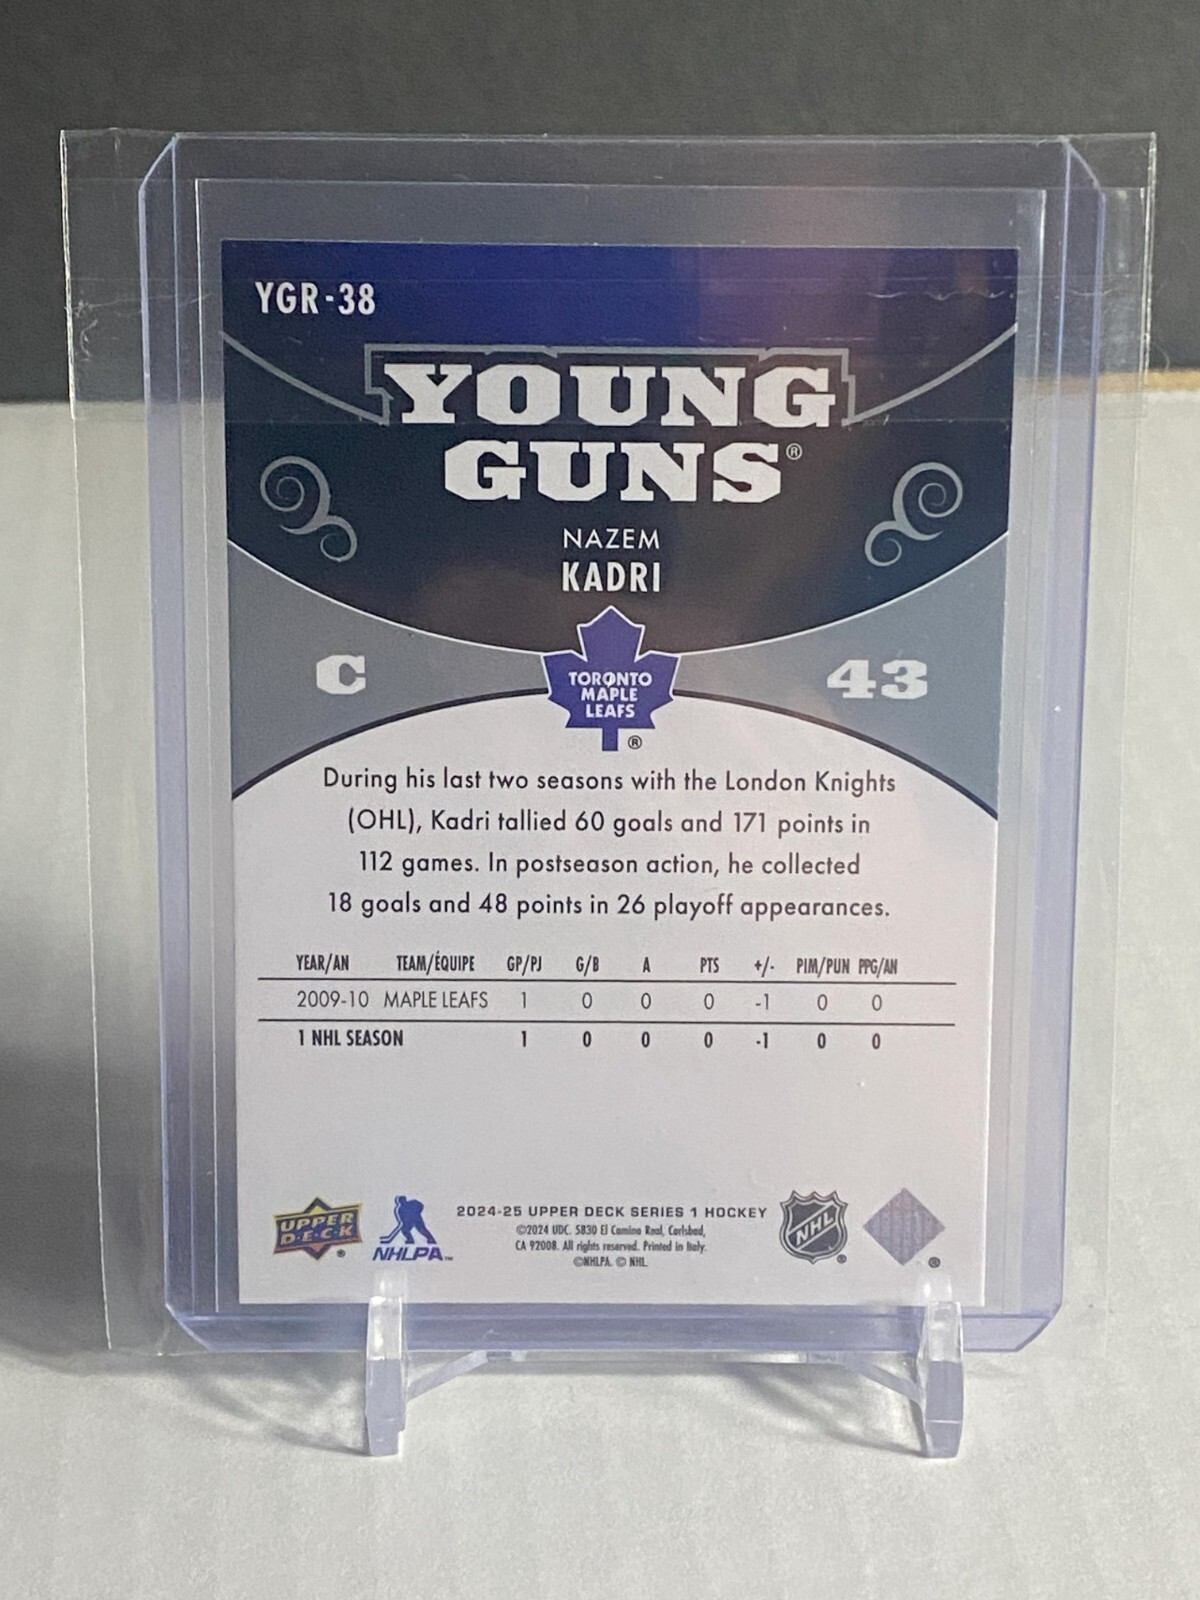 YGR-38
YOUNG
GUNS®
NAZEM
KADRI
C
43
TORONTO
MAPLE
LEAFS
®
During his last two seasons with the London Knights
(OHL), Kadri tallied 60 goals and 171 points in
112 games. In postseason action, he collected
18 goals and 48 points in 26 playoff appearances.
YEAR/AN TEAM/ÉQUIPE GP/PJ G/B A PTS +/- PIM/PUN PPG/AN
2009-10 MAPLE LEAFS 1 0 0 0 -1 0 0
1 NHL SEASON 1 0 0 0 -1 0 0
UPPER
D·E·C·K
®
NHLPA™
2024-25 UPPER DECK SERIES 1 HOCKEY
©2024 UDC. 5830 El Camino Real, Carlsbad,
CA 92008. All rights reserved. Printed in Italy.
©NHLPA. © NHL.
NHL
®
®